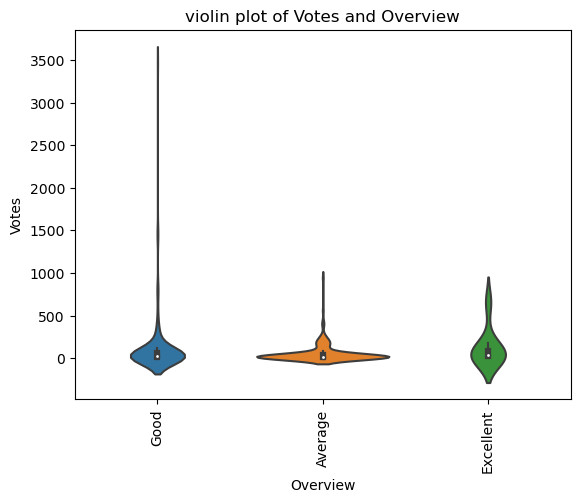 violin plot of Votes and Overview
3500
3000
2500
2000
1500
1000
500
0
Votes
Good
Average
Excellent
Overview